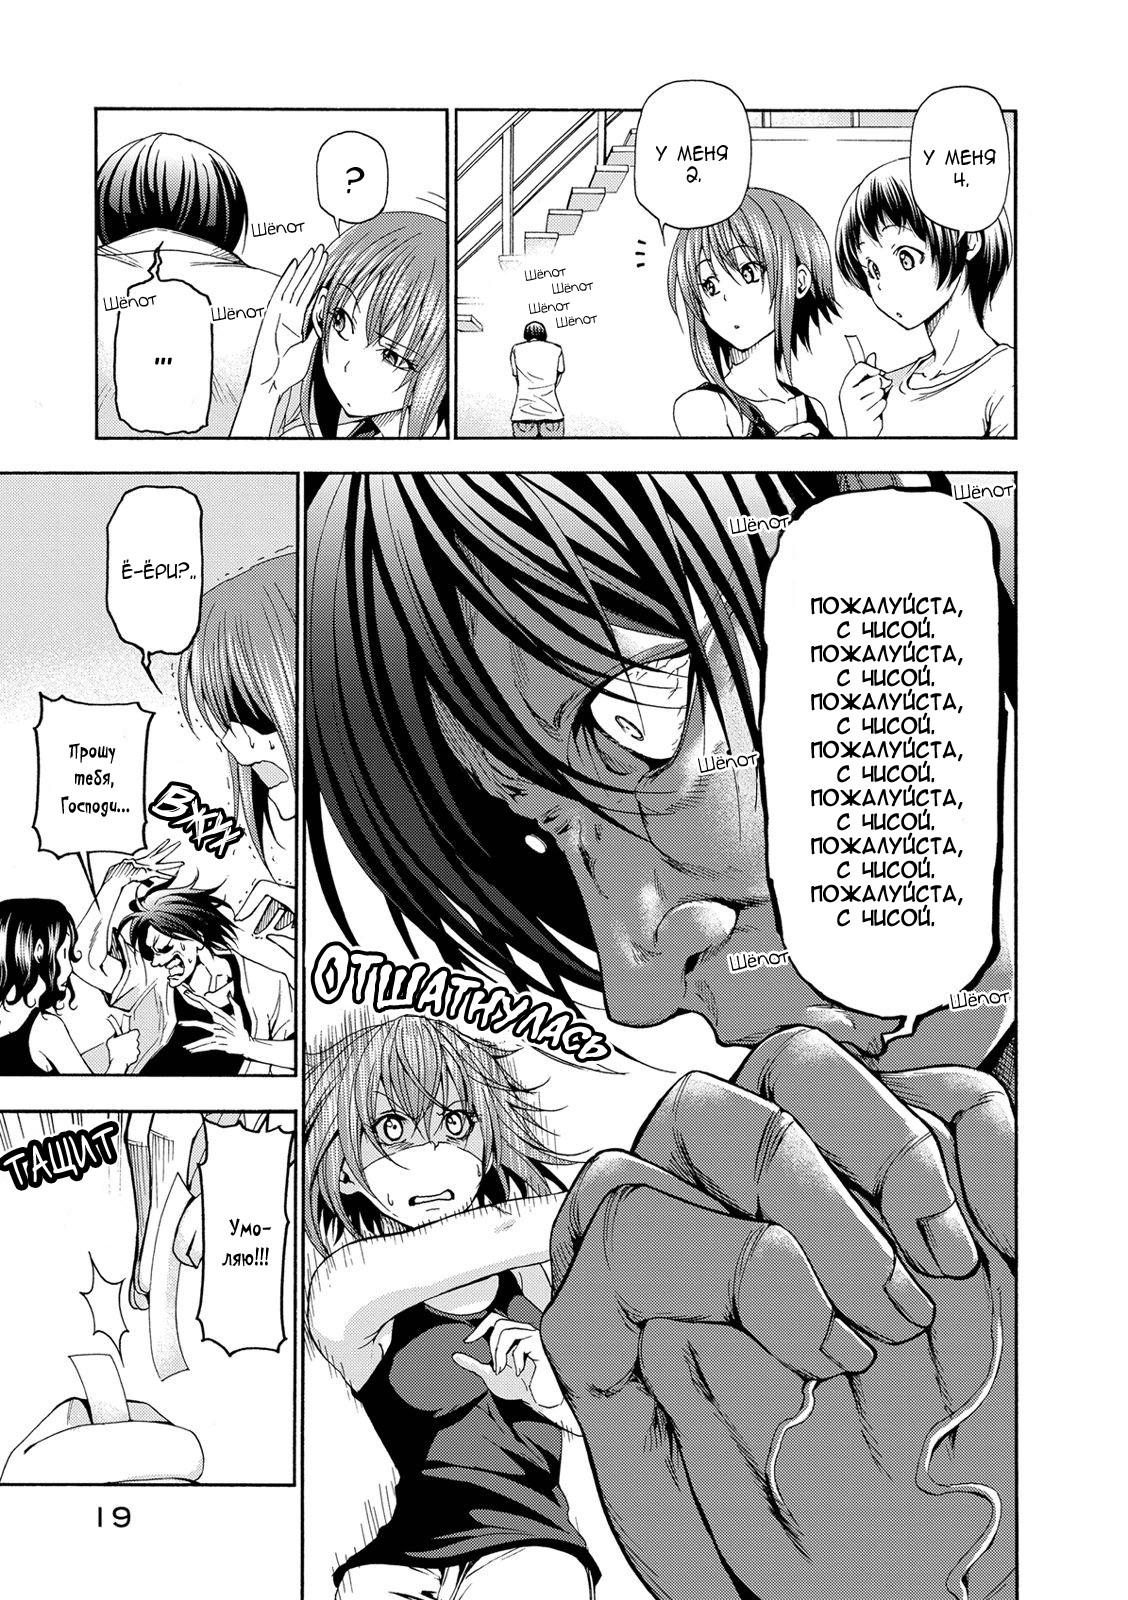 У МЕНЯ
4.
У МЕНЯ
2.
Шёпот
Шёпот
Шёпот
Шёпот
?
Шёпот
Шёпот
Шёпот
...
Шёпот
Шёпот
ПОЖАЛУЙСТА,
С ЧИСОЙ.
ПОЖАЛУЙСТА,
С ЧИСОЙ.
ПОЖАЛУЙСТА,
С ЧИСОЙ.
ПОЖАЛУЙСТА,
С ЧИСОЙ.
ПОЖАЛУЙСТА,
С ЧИСОЙ.
ПОЖАЛУЙСТА,
С ЧИСОЙ.
ПОЖАЛУЙСТА,
С ЧИСОЙ.
Шёпот
Шёпот
Шёпот
ОТШАТНУЛАСЬ
Ё-ЁРИ?..
Прошу
тебя,
Господи...
ВЖУХ
ТАЩИТ
Умо-
ляю!!!
19